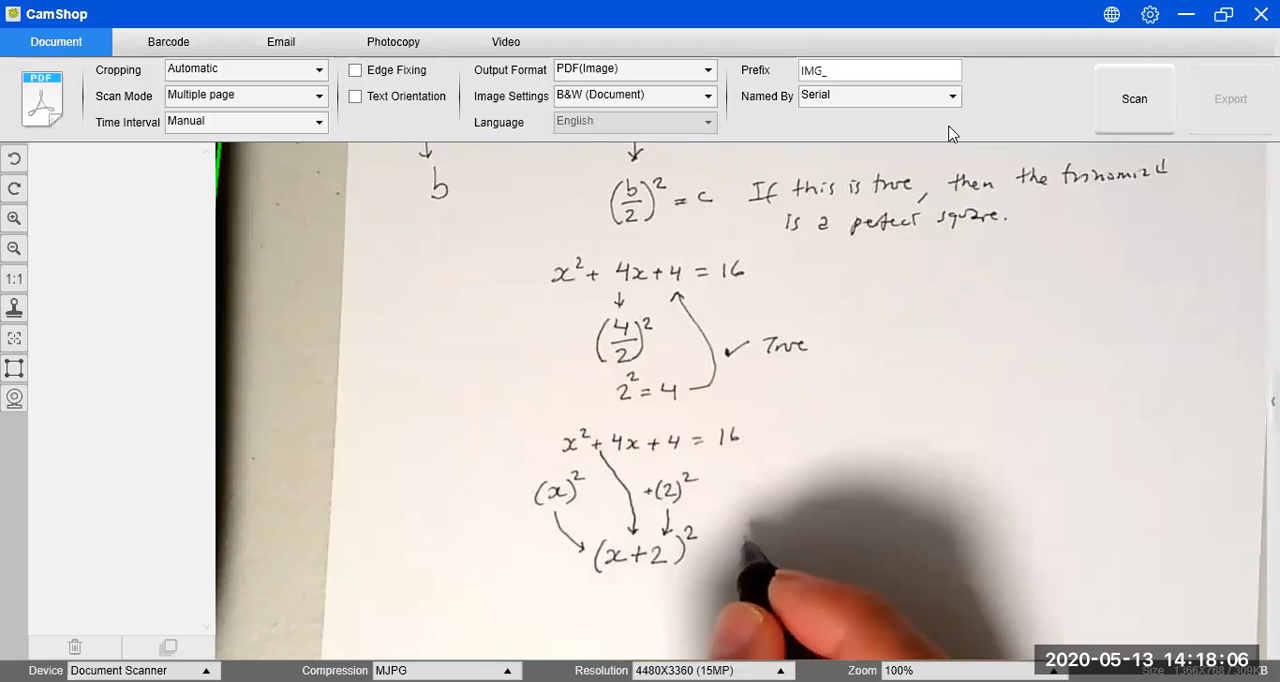 CamShop
Document Barcode Email Photocopy Video
PDF
Cropping Automatic Edge Fixing Output Format PDF(Image) Prefix IMG_
Scan Mode Multiple page Text Orientation Image Settings B&W (Document) Named By Serial
Time Interval Manual Language English
Scan Export
1:1
b (b/2)² = c If this is true, then the trinomial
is a perfect square.
x² + 4x + 4 = 16
(4/2)² ✓ True
2² = 4
x² + 4x + 4 = 16
(x)² +(2)²
(x+2)²
2020-05-13 14:18:06
Device Document Scanner Compression MJPG Resolution 4480X3360 (15MP) Zoom 100% Size 1366x768 / 309KB